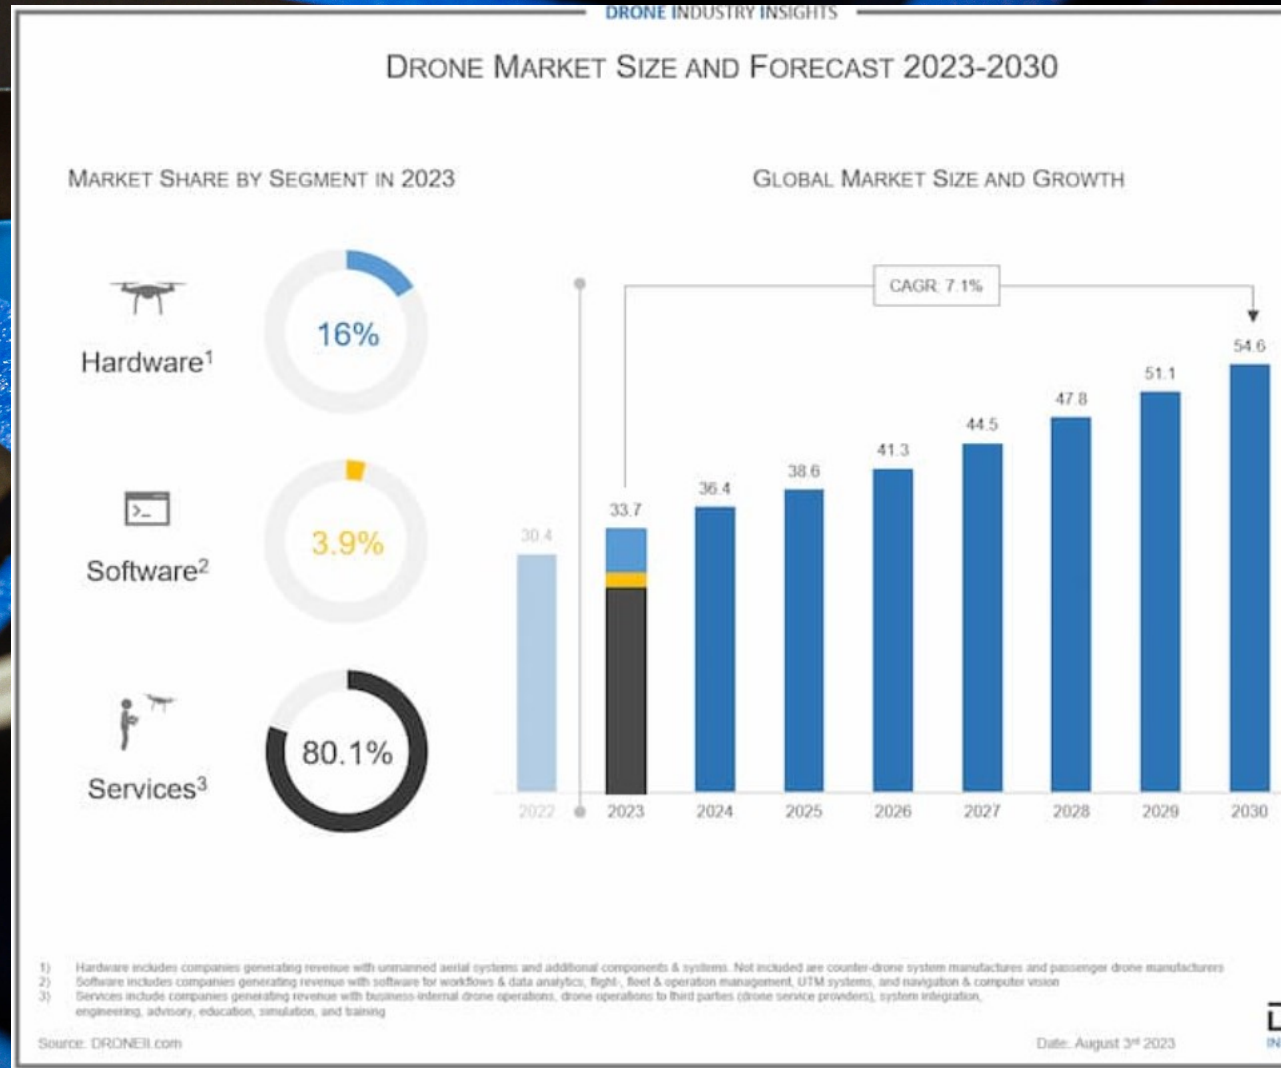 DRONE INDUSTRY INSIGHTS
DRONE MARKET SIZE AND FORECAST 2023-2030
MARKET SHARE BY SEGMENT IN 2023
Hardware¹
16%
Software²
3.9%
Services³
80.1%
GLOBAL MARKET SIZE AND GROWTH
CAGR: 7.1%
30.4
33.7
36.4
38.6
41.3
44.5
47.8
51.1
54.6
2022
2023
2024
2025
2026
2027
2028
2029
2030
1) Hardware includes companies generating revenue with unmanned aerial systems and additional components & systems. Not included are counter-drone system manufactures and passenger drone manufacturers
2) Software includes companies generating revenue with software for workflows & data analytics, flight-, fleet & operation management, UTM systems, and navigation & computer vision
3) Services include companies generating revenue with business-internal drone operations, drone operations to third parties (drone service providers), system integration,
engineering, advisory, education, simulation, and training
Source: DRONEII.com
Date: August 3rd 2023